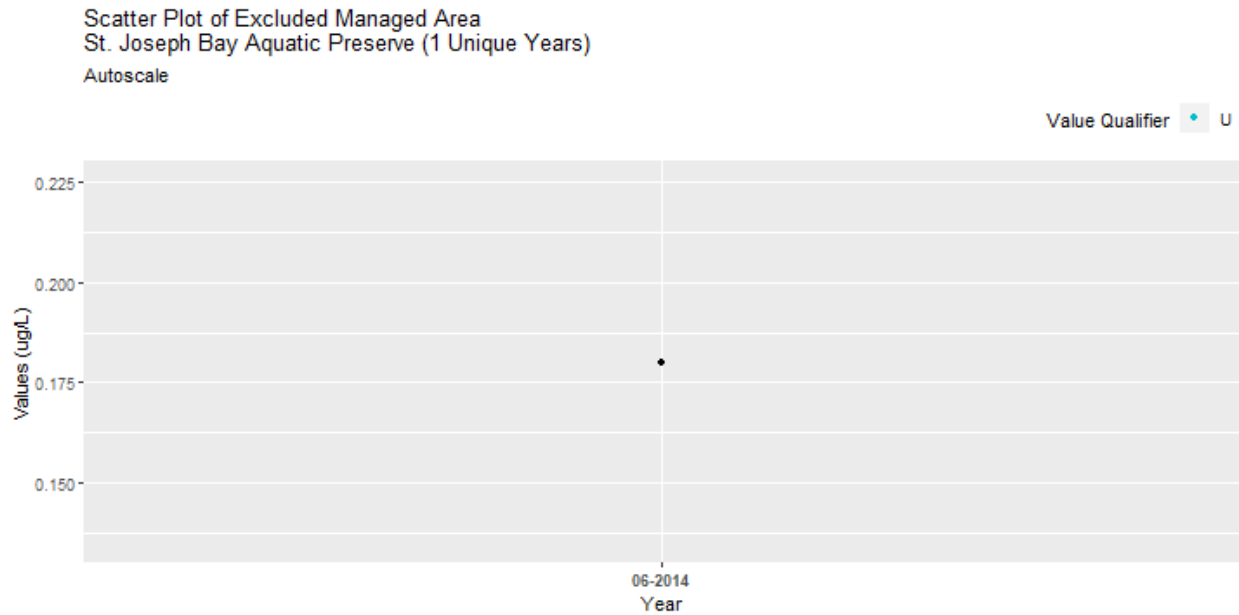 Scatter Plot of Excluded Managed Area
St. Joseph Bay Aquatic Preserve (1 Unique Years)
Autoscale
Value Qualifier U
0.225
0.200
0.175
0.150
Values (ug/L)
06-2014
Year